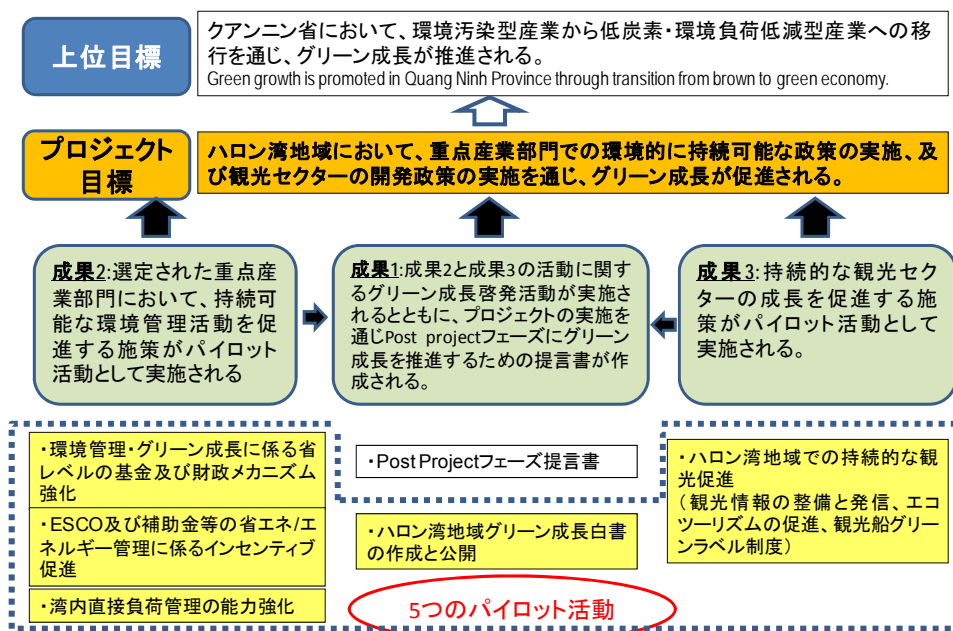 上位目標
クアンニン省において、環境汚染型産業から低炭素・環境負荷低減型産業への移
行を通じ、グリーン成長が推進される。
Green growth is promoted in Quang Ninh Province through transition from brown to green economy.
プロジェクト
目標
ハロン湾地域において、重点産業部門での環境的に持続可能な政策の実施、及
び観光セクターの開発政策の実施を通じ、グリーン成長が促進される。
成果2:選定された重点産
業部門において、持続可
能な環境管理活動を促
進する施策がパイロット
活動として実施される
成果1:成果2と成果3の活動に関す
るグリーン成長啓発活動が実施さ
れるとともに、プロジェクトの実施を
通じPost projectフェーズにグリーン
成長を推進するための提言書が作
成される。
成果3:持続的な観光セク
ターの成長を促進する施
策がパイロット活動として
実施される。
・環境管理・グリーン成長に係る省
レベルの基金及び財政メカニズム
強化
・ESCO及び補助金等の省エネ/エ
ネルギー管理に係るインセンティブ
促進
・湾内直接負荷管理の能力強化
・Post Projectフェーズ提言書
・ハロン湾地域グリーン成長白書
の作成と公開
・ハロン湾地域での持続的な観
光促進
（観光情報の整備と発信、エコ
ツーリズムの促進、観光船グリー
ンラベル制度）
5つのパイロット活動